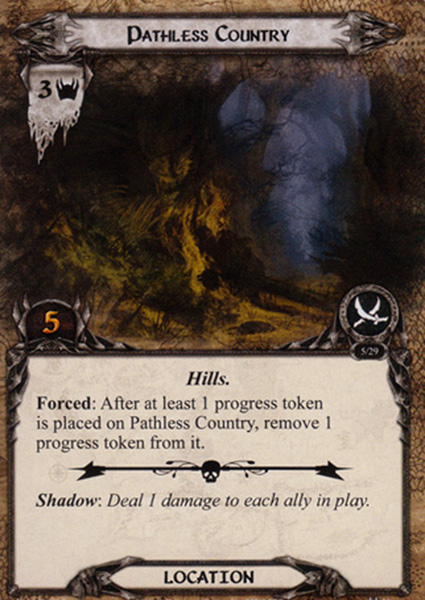 Pathless Country
3
5
5/29
Hills.
Forced: After at least 1 progress token
is placed on Pathless Country, remove 1
progress token from it.
Shadow: Deal 1 damage to each ally in play.
LOCATION